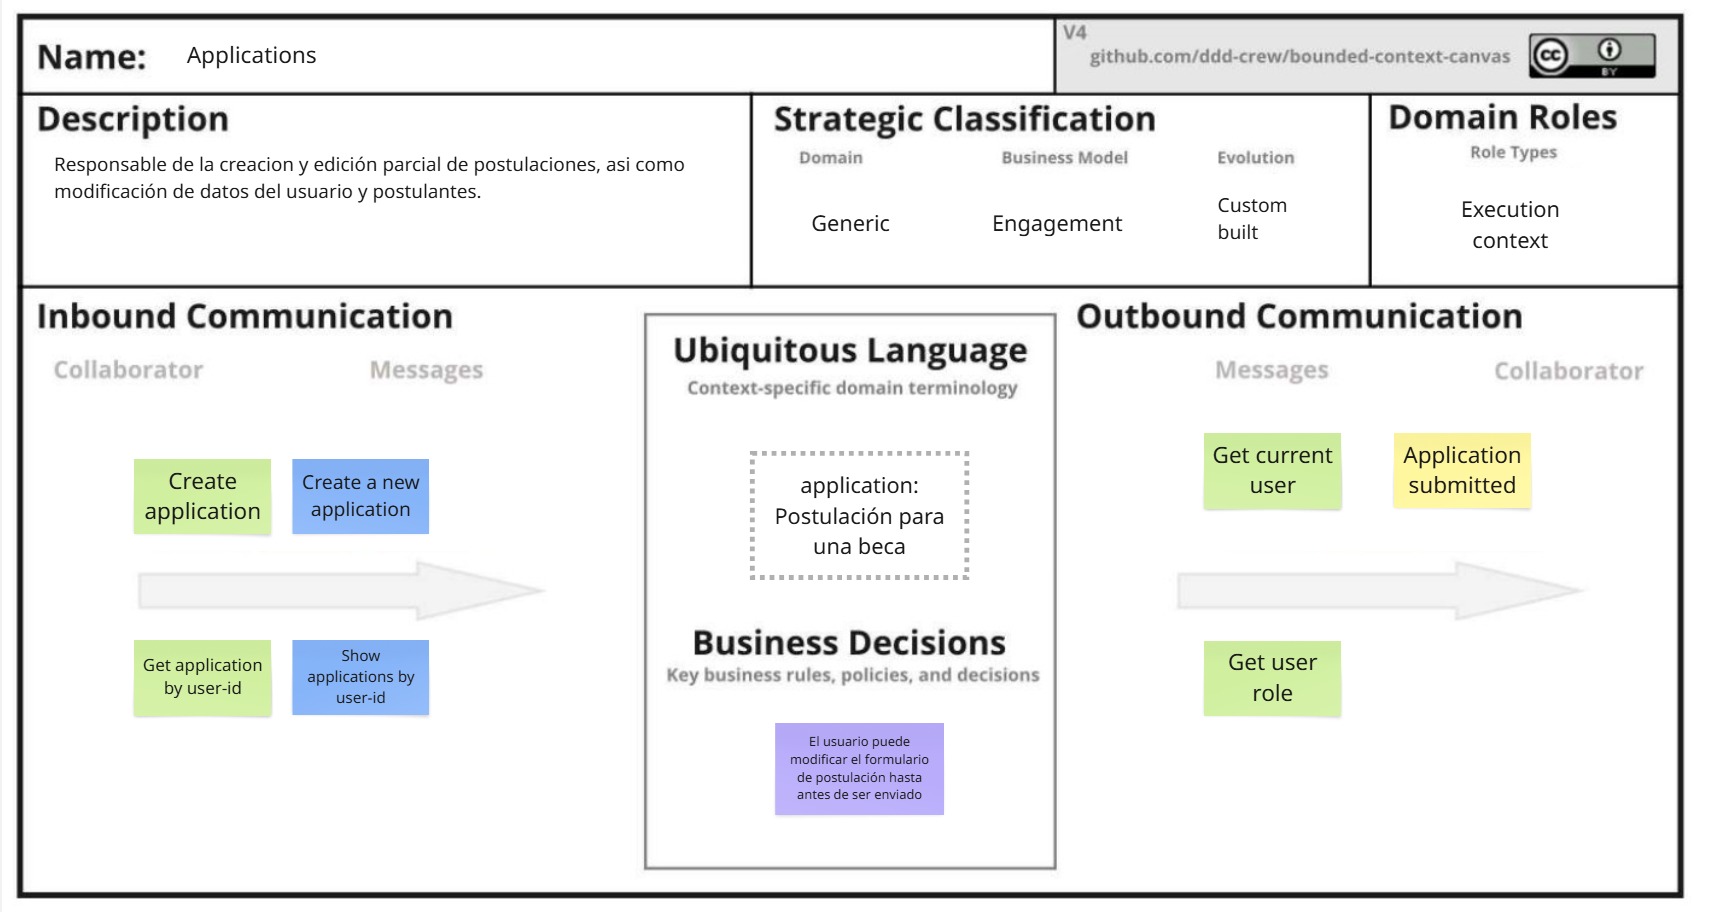 Name: Applications
V4
github.com/ddd-crew/bounded-context-canvas
cc
BY
Description
Responsable de la creacion y edición parcial de postulaciones, asi como
modificación de datos del usuario y postulantes.
Strategic Classification
Domain Business Model Evolution
Generic Engagement Custom
built
Domain Roles
Role Types
Execution
context
Inbound Communication
Collaborator Messages
Create
application
Create a new
application
Get application
by user-id
Show
applications by
user-id
Ubiquitous Language
Context-specific domain terminology
application:
Postulación para
una beca
Business Decisions
Key business rules, policies, and decisions
El usuario puede
modificar el formulario
de postulación hasta
antes de ser enviado
Outbound Communication
Messages Collaborator
Get current
user
Application
submitted
Get user
role